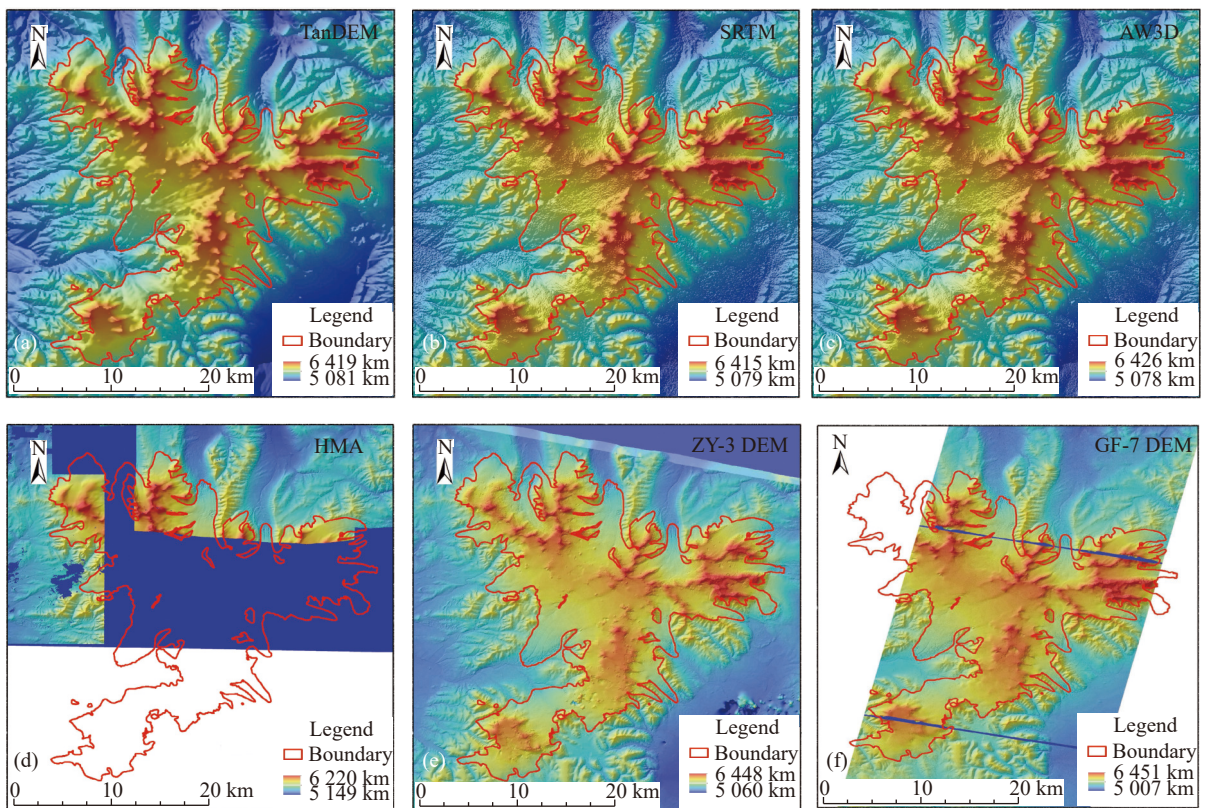 N
TanDEM
Legend
Boundary
6 419 km
5 081 km
(a)
0 10 20 km
N
SRTM
Legend
Boundary
6 415 km
5 079 km
(b)
0 10 20 km
N
AW3D
Legend
Boundary
6 426 km
5 078 km
(c)
0 10 20 km
N
HMA
Legend
Boundary
6 220 km
5 149 km
(d)
0 10 20 km
N
ZY-3 DEM
Legend
Boundary
6 448 km
5 060 km
(e)
0 10 20 km
N
GF-7 DEM
Legend
Boundary
6 451 km
5 007 km
(f)
0 10 20 km